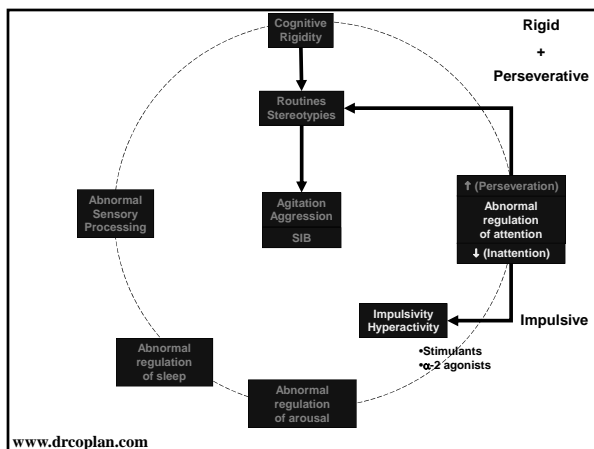 Cognitive
Rigidity
Rigid
+
Perseverative
Routines
Stereotypies
Abnormal
Sensory
Processing
Agitation
Aggression
SIB
↑ (Perseveration)
Abnormal
regulation
of attention
↓ (Inattention)
Impulsivity
Hyperactivity
Impulsive
•Stimulants
•α-2 agonists
Abnormal
regulation
of sleep
Abnormal
regulation
of arousal
www.drcoplan.com